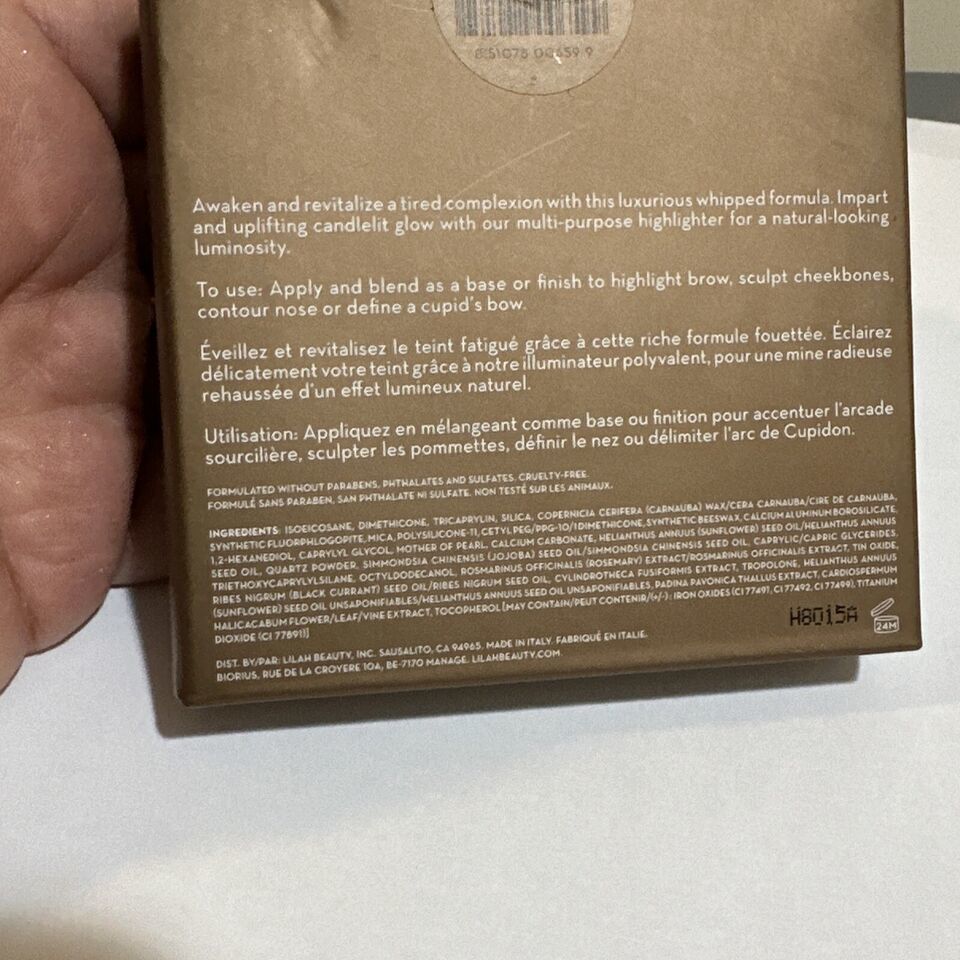 851078 00659 9
Awaken and revitalize a tired complexion with this luxurious whipped formula. Impart
and uplifting candlelit glow with our multi-purpose highlighter for a natural-looking
luminosity.
To use: Apply and blend as a base or finish to highlight brow, sculpt cheekbones,
contour nose or define a cupid's bow.
Éveillez et revitalisez le teint fatigué grâce à cette riche formule fouettée. Éclairez
délicatement votre teint grâce à notre illuminateur polyvalent, pour une mine radieuse
rehaussée d'un effet lumineux naturel.
Utilisation: Appliquez en mélangeant comme base ou finition pour accentuer l'arcade
sourcilière, sculpter les pommettes, définir le nez ou délimiter l'arc de Cupidon.
FORMULATED WITHOUT PARABENS, PHTHALATES AND SULFATES. CRUELTY-FREE.
FORMULÉ SANS PARABEN, SAN PHTHALATE NI SULFATE. NON TESTÉ SUR LES ANIMAUX.
INGREDIENTS: ISOEICOSANE, DIMETHICONE, TRICAPRYLIN, SILICA, COPERNICIA CERIFERA (CARNAUBA) WAX/CERA CARNAUBA/CIRE DE CARNAUBA,
SYNTHETIC FLUORPHLOGOPITE, MICA, POLYSILICONE-11, CETYL PEG/PPG-10/1 DIMETHICONE, SYNTHETIC BEESWAX, CALCIUM ALUMINUM BOROSILICATE,
1,2-HEXANEDIOL, CAPRYLYL GLYCOL, MOTHER OF PEARL, CALCIUM CARBONATE, HELIANTHUS ANNUUS (SUNFLOWER) SEED OIL/HELIANTHUS ANNUUS
SEED OIL, QUARTZ POWDER, SIMMONDSIA CHINENSIS (JOJOBA) SEED OIL/SIMMONDSIA CHINENSIS SEED OIL, CAPRYLIC/CAPRIC GLYCERIDES,
TRIETHOXYCAPRYLYLSILANE, OCTYLDODECANOL, ROSMARINUS OFFICINALIS (ROSEMARY) EXTRACT/ROSMARINUS OFFICINALIS EXTRACT, TIN OXIDE,
RIBES NIGRUM (BLACK CURRANT) SEED OIL/RIBES NIGRUM SEED OIL, CYLINDROTHECA FUSIFORMIS EXTRACT, TROPOLONE, HELIANTHUS ANNUUS
(SUNFLOWER) SEED OIL UNSAPONIFIABLES/HELIANTHUS ANNUUS SEED OIL UNSAPONIFIABLES, PADINA PAVONICA THALLUS EXTRACT, CARDIOSPERMUM
HALICACABUM FLOWER/LEAF/VINE EXTRACT, TOCOPHEROL [MAY CONTAIN/PEUT CONTENIR/(+/-): IRON OXIDES (CI 77491, CI 77492, CI 77499), TITANIUM
DIOXIDE (CI 77891)]
H8015A
24M
DIST. BY/PAR: LILAH BEAUTY, INC. SAUSALITO, CA 94965. MADE IN ITALY. FABRIQUÉ EN ITALIE.
BIORIUS, RUE DE LA CROYERE 10A, BE-7170 MANAGE. LILAHBEAUTY.COM